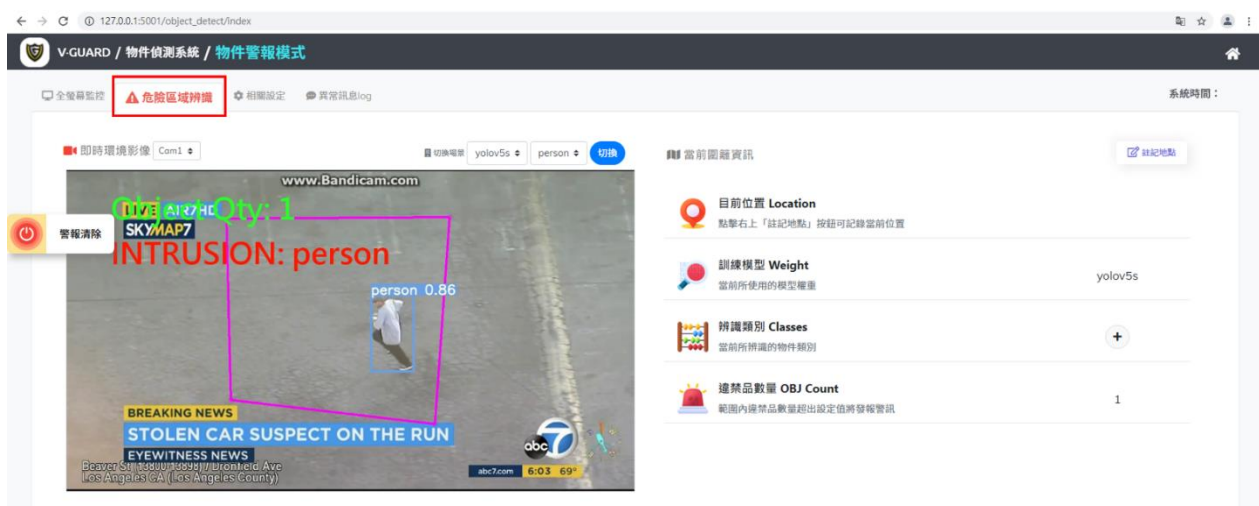 127.0.0.1:5001/object_detect/index
V-GUARD / 物件偵測系統 / 物件警報模式
全螢幕監控 危險區域辨識 相關設定 異常訊息log 系統時間：
即時環境影像 Cam1 切換場景 yolov5s person 切換
www.Bandicam.com
Object Qty: 1
LIVE AIR7HD
SKYMAP7
INTRUSION: person
person 0.86
BREAKING NEWS
STOLEN CAR SUSPECT ON THE RUN
EYEWITNESS NEWS
Los Angeles CA (Los Angeles County)
abc 7
abc7.com 6:03 69°
警報清除
當前圍籬資訊 註記地點
目前位置 Location
點擊右上「註記地點」按鈕可記錄當前位置
訓練模型 Weight
當前所使用的模型權重
yolov5s
辨識類別 Classes
當前所辨識的物件類別
+
違禁品數量 OBJ Count
範圍內違禁品數量超出設定值將發報警訊
1